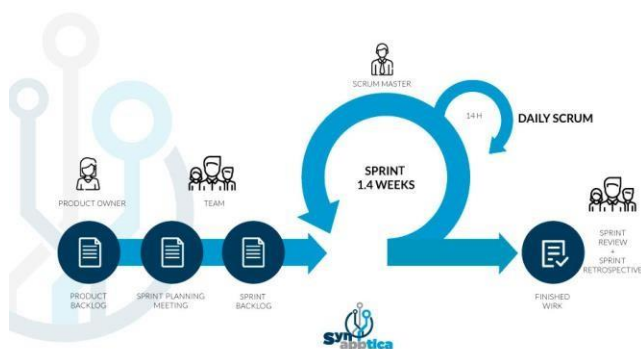 SCRUM MASTER
14 H
DAILY SCRUM
SPRINT
1.4 WEEKS
PRODUCT OWNER
TEAM
SPRINT
REVIEW
+
SPRINT
RETROSPECTIVE
PRODUCT
BACKLOG
SPRINT PLANNING
MEETING
SPRINT
BACKLOG
FINISHED
WIRK
Syn
apptica